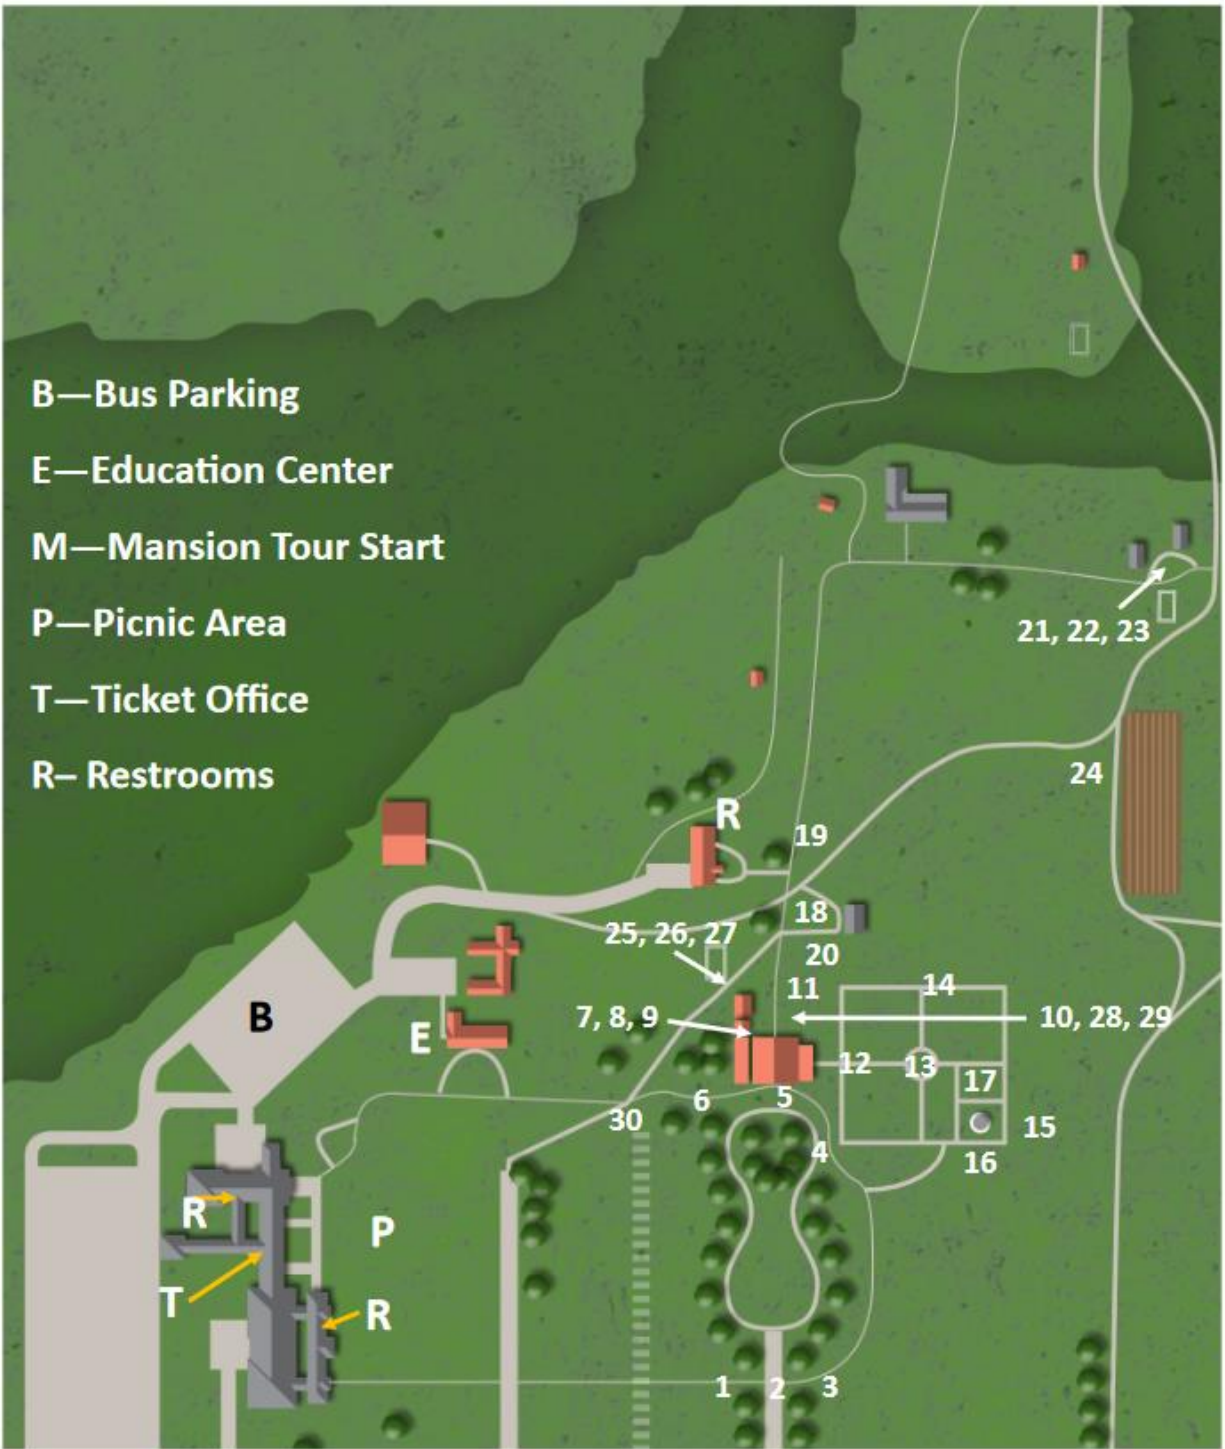 B—Bus Parking
E—Education Center
M—Mansion Tour Start
P—Picnic Area
T—Ticket Office
R– Restrooms
21, 22, 23
24
R
19
18
25, 26, 27
20
11
14
B
7, 8, 9
10, 28, 29
E
12
13
17
6
5
30
15
4
16
R
P
T
R
1
2
3